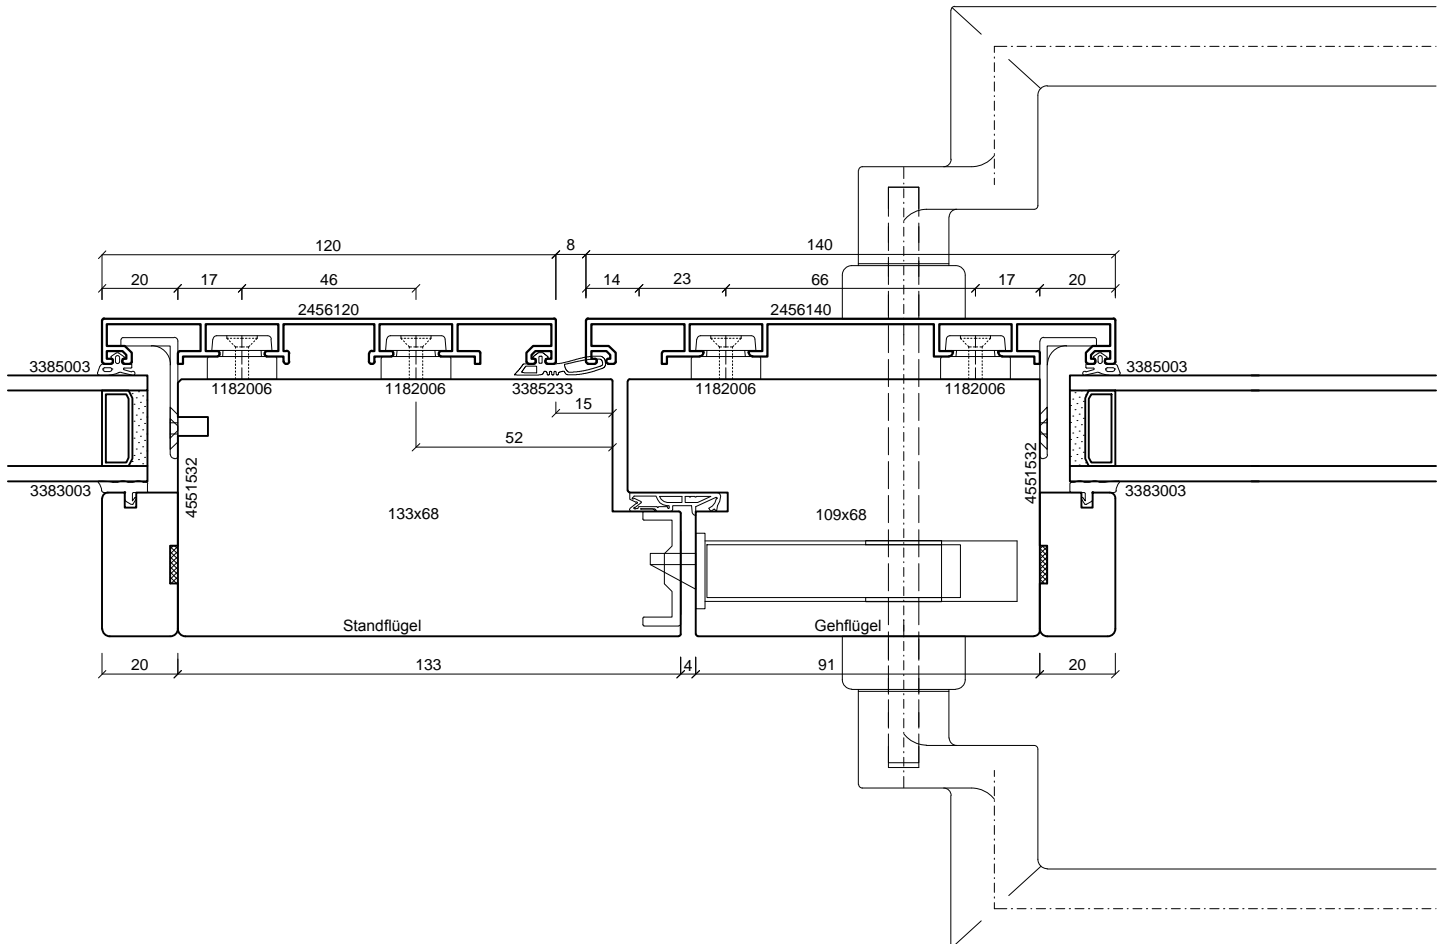 120 8 140
20 17 46 14 23 66 17 20
2456120 2456140
3385003 3385003
1182006 1182006 3385233 1182006 1182006
15
52
4551532 4551532
3383003 3383003
133x68 109x68
Standflügel Gehflügel
20 133 4 91 20